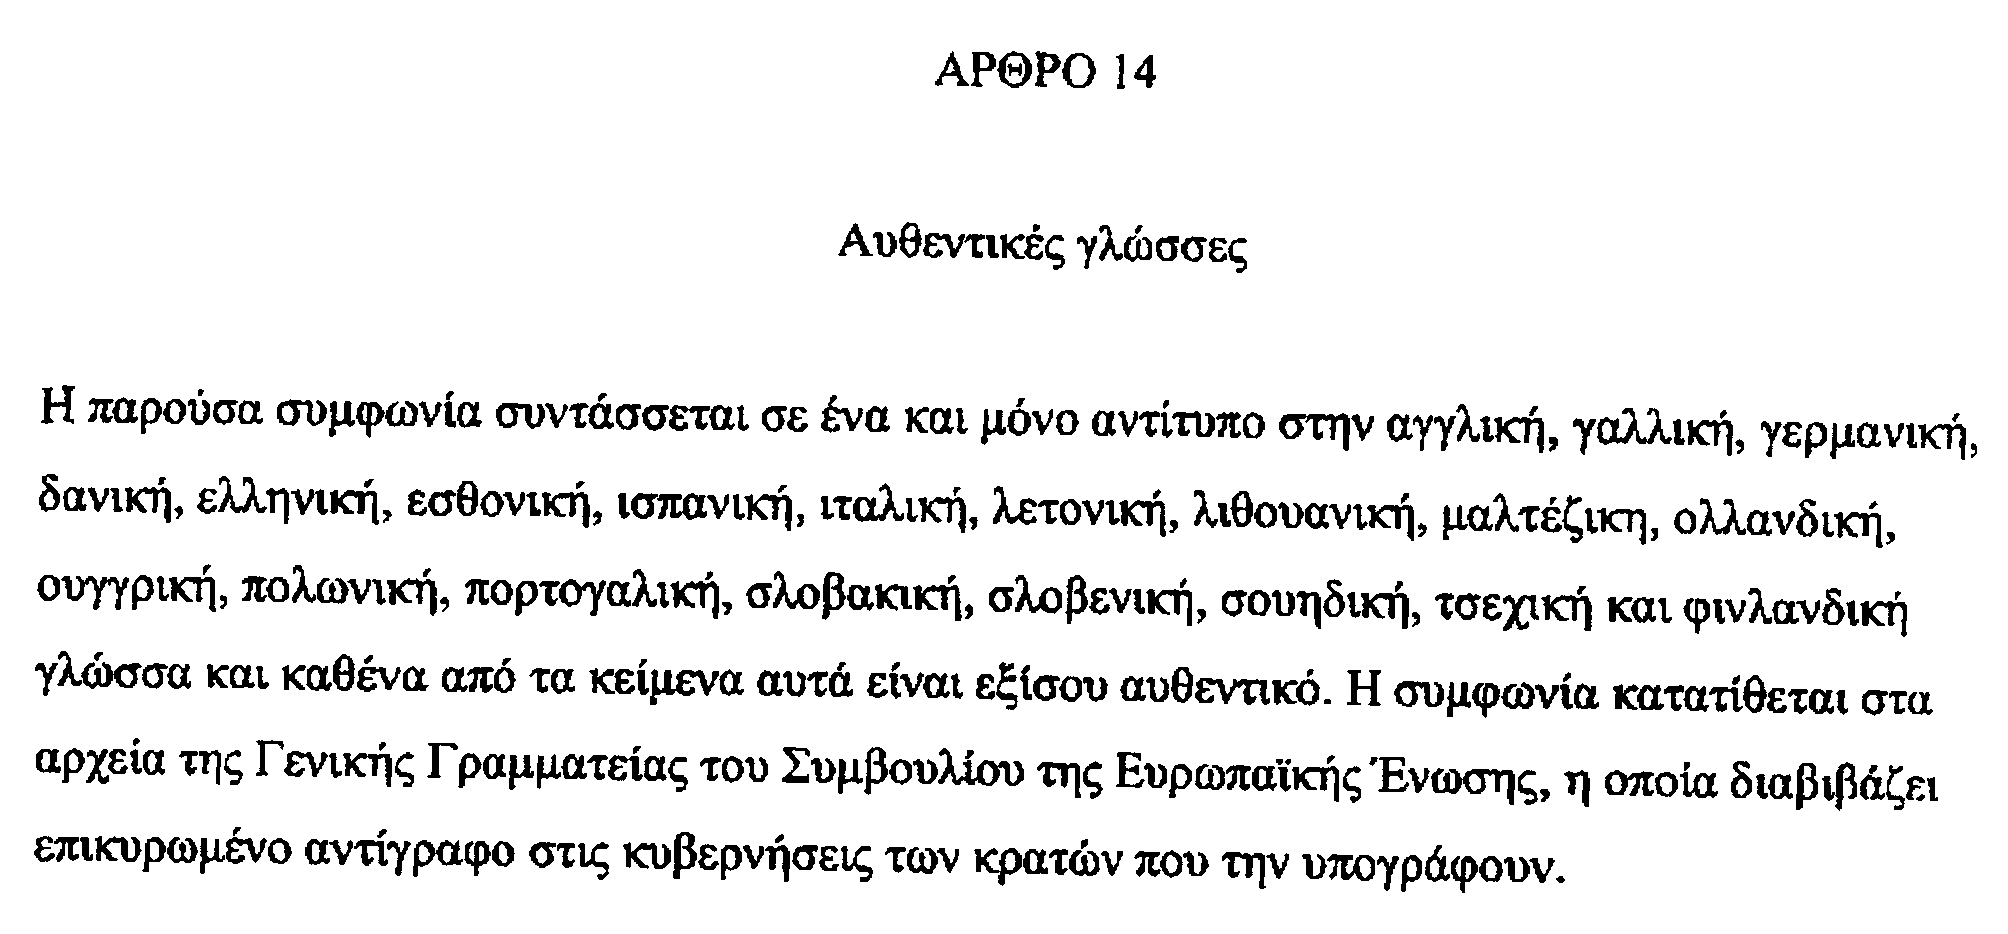 ΑΡΘΡΟ 14
Αυθεντικές γλώσσες
Η παρούσα συμφωνία συντάσσεται σε ένα και μόνο αντίτυπο στην αγγλική, γαλλική, γερμανική,
δανική, ελληνική, εσθονική, ισπανική, ιταλική, λετονική, λιθουανική, μαλτέζικη, ολλανδική,
ουγγρική, πολωνική, πορτογαλική, σλοβακική, σλοβενική, σουηδική, τσεχική και φινλανδική
γλώσσα και καθένα από τα κείμενα αυτά είναι εξίσου αυθεντικό. Η συμφωνία κατατίθεται στα
αρχεία της Γενικής Γραμματείας του Συμβουλίου της Ευρωπαϊκής Ένωσης, η οποία διαβιβάζει
επικυρωμένο αντίγραφο στις κυβερνήσεις των κρατών που την υπογράφουν.